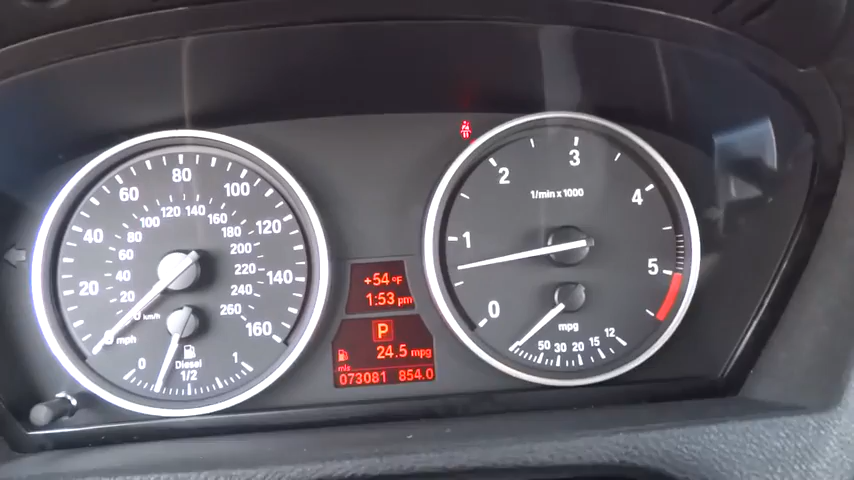 20 40 60 80 100 120 140 160
20 40 60 80 100 120 140 160 180 200 220 240 260
0 km/h
0 mph
Diesel
0 1/2 1
+54°F
1:53 pm
P
24.5 mpg
mls
073081 854.0
0 1 2 3 4 5
1/min x 1000
mpg
50 30 20 15 12